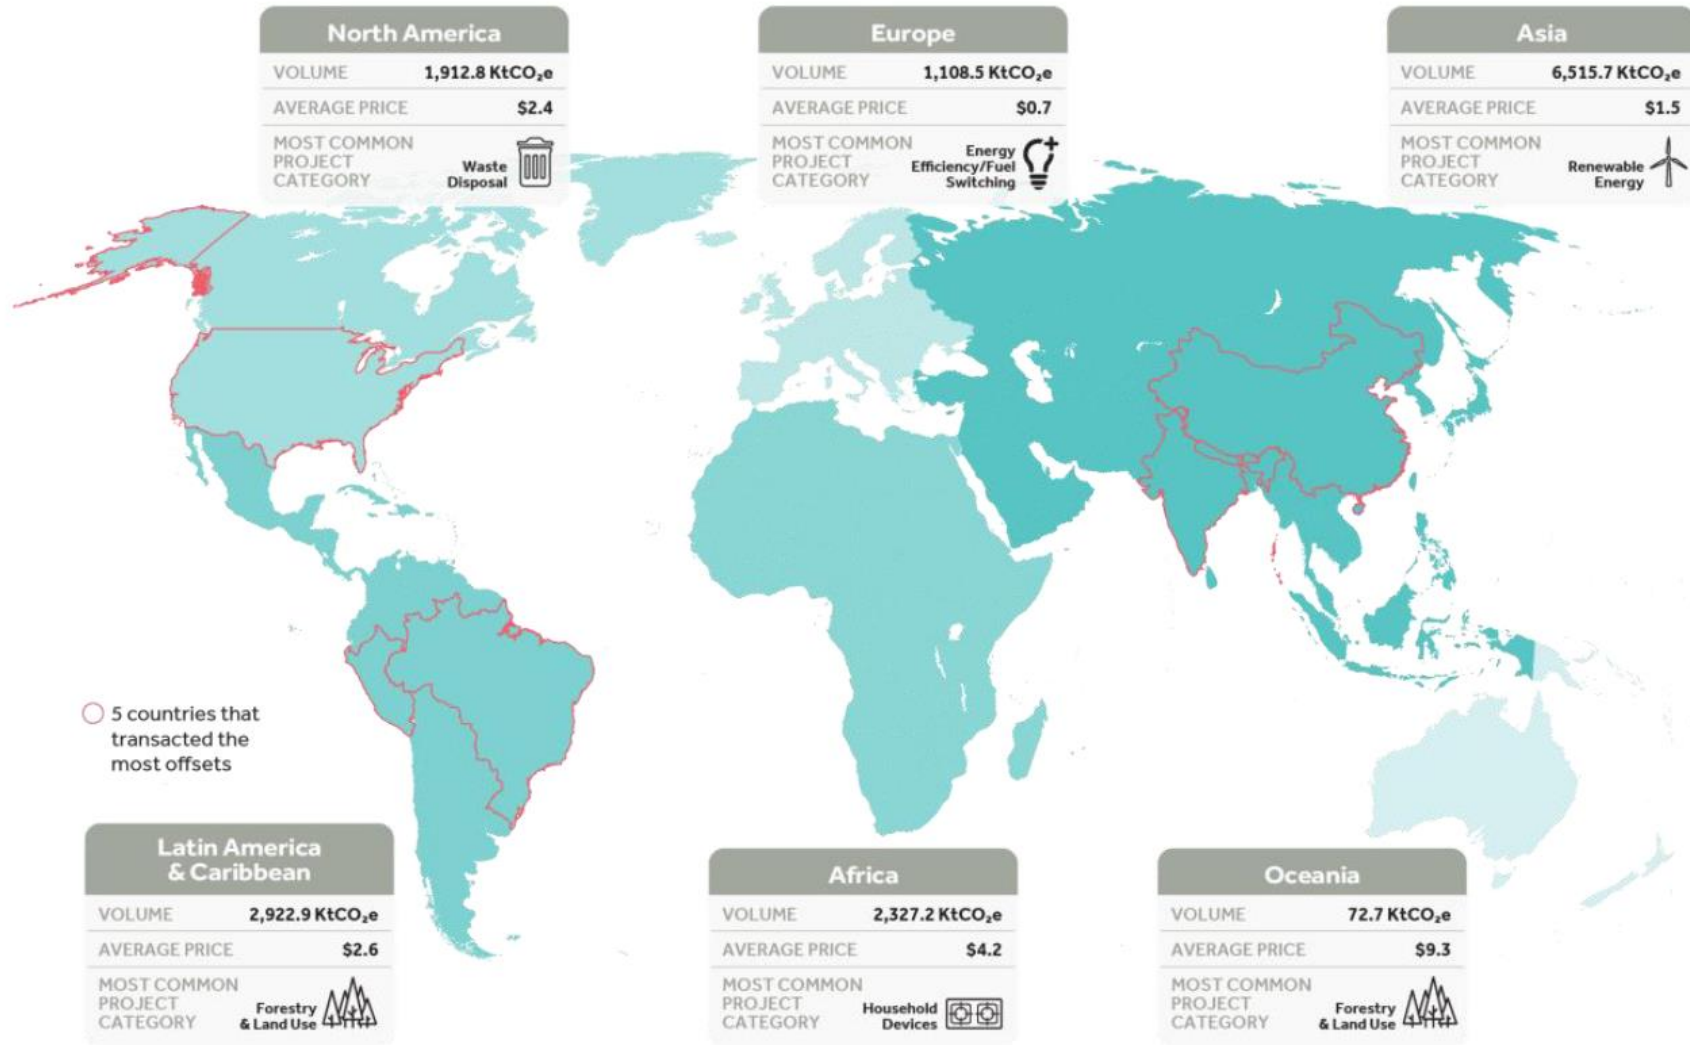 North America
VOLUME 1,912.8 KtCO₂e
AVERAGE PRICE $2.4
MOST COMMON
PROJECT
CATEGORY
Waste
Disposal
Europe
VOLUME 1,108.5 KtCO₂e
AVERAGE PRICE $0.7
MOST COMMON
PROJECT
CATEGORY
Energy
Efficiency/Fuel
Switching
Asia
VOLUME 6,515.7 KtCO₂e
AVERAGE PRICE $1.5
MOST COMMON
PROJECT
CATEGORY
Renewable
Energy
5 countries that
transacted the
most offsets
Latin America
& Caribbean
VOLUME 2,922.9 KtCO₂e
AVERAGE PRICE $2.6
MOST COMMON
PROJECT
CATEGORY
Forestry
& Land Use
Africa
VOLUME 2,327.2 KtCO₂e
AVERAGE PRICE $4.2
MOST COMMON
PROJECT
CATEGORY
Household
Devices
Oceania
VOLUME 72.7 KtCO₂e
AVERAGE PRICE $9.3
MOST COMMON
PROJECT
CATEGORY
Forestry
& Land Use